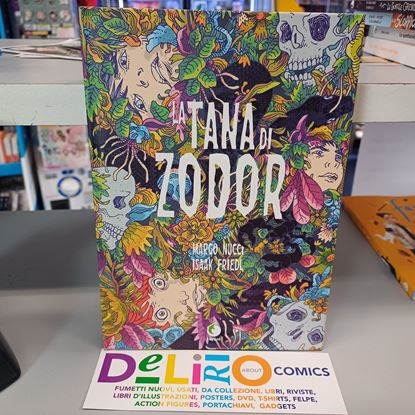 LA
TANA DI
ZODOR
MARCO NUCCI
ISAAK FRIEDL
DeLiRiO ABOUT COMICS
FUMETTI NUOVI, USATI, DA COLLEZIONE, LIBRI, RIVISTE,
LIBRI D'ILLUSTRAZIONI, POSTERS, DVD, T-SHIRTS, FELPE,
ACTION FIGURES, PORTACHIAVI, GADGETS